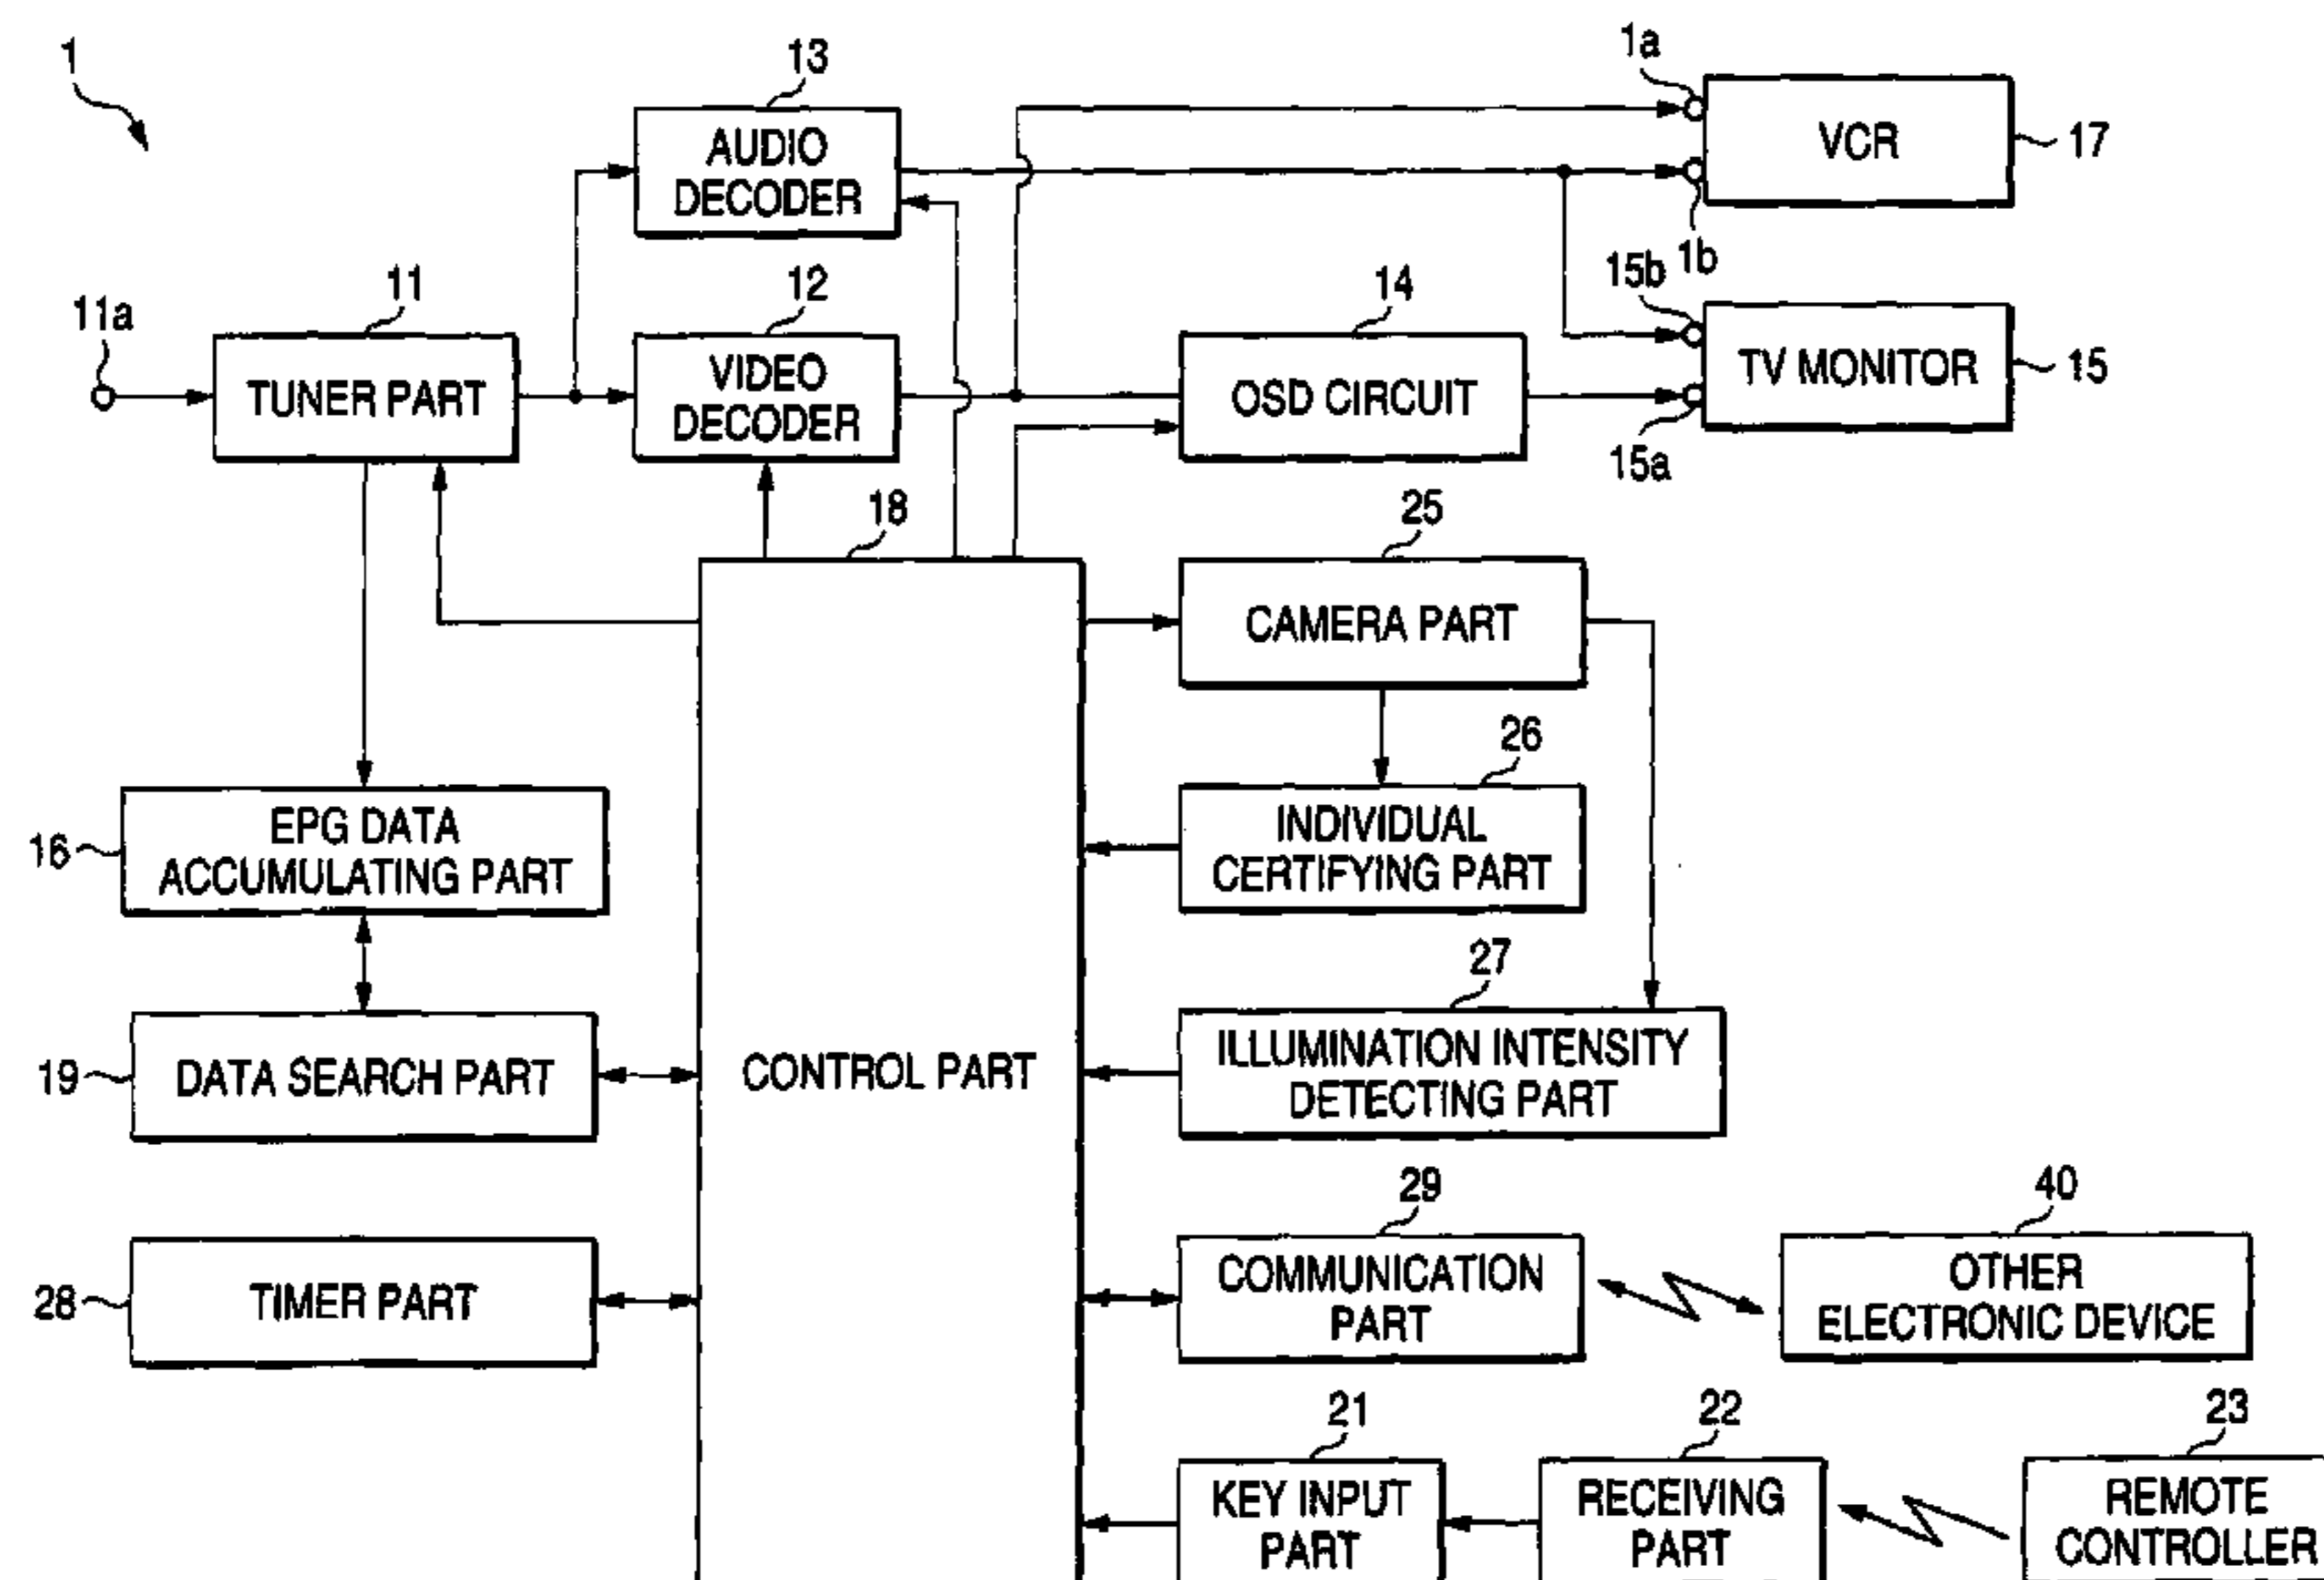 1
13
1a
AUDIO
DECODER
VCR
17
1b
11a
11
12
14
15b
TUNER PART
VIDEO
DECODER
OSD CIRCUIT
TV MONITOR
15
15a
18
25
CAMERA PART
26
16
EPG DATA
ACCUMULATING PART
INDIVIDUAL
CERTIFYING PART
27
19
DATA SEARCH PART
CONTROL PART
ILLUMINATION INTENSITY
DETECTING PART
29
40
28
TIMER PART
COMMUNICATION
PART
OTHER
ELECTRONIC DEVICE
21
22
23
KEY INPUT
PART
RECEIVING
PART
REMOTE
CONTROLLER